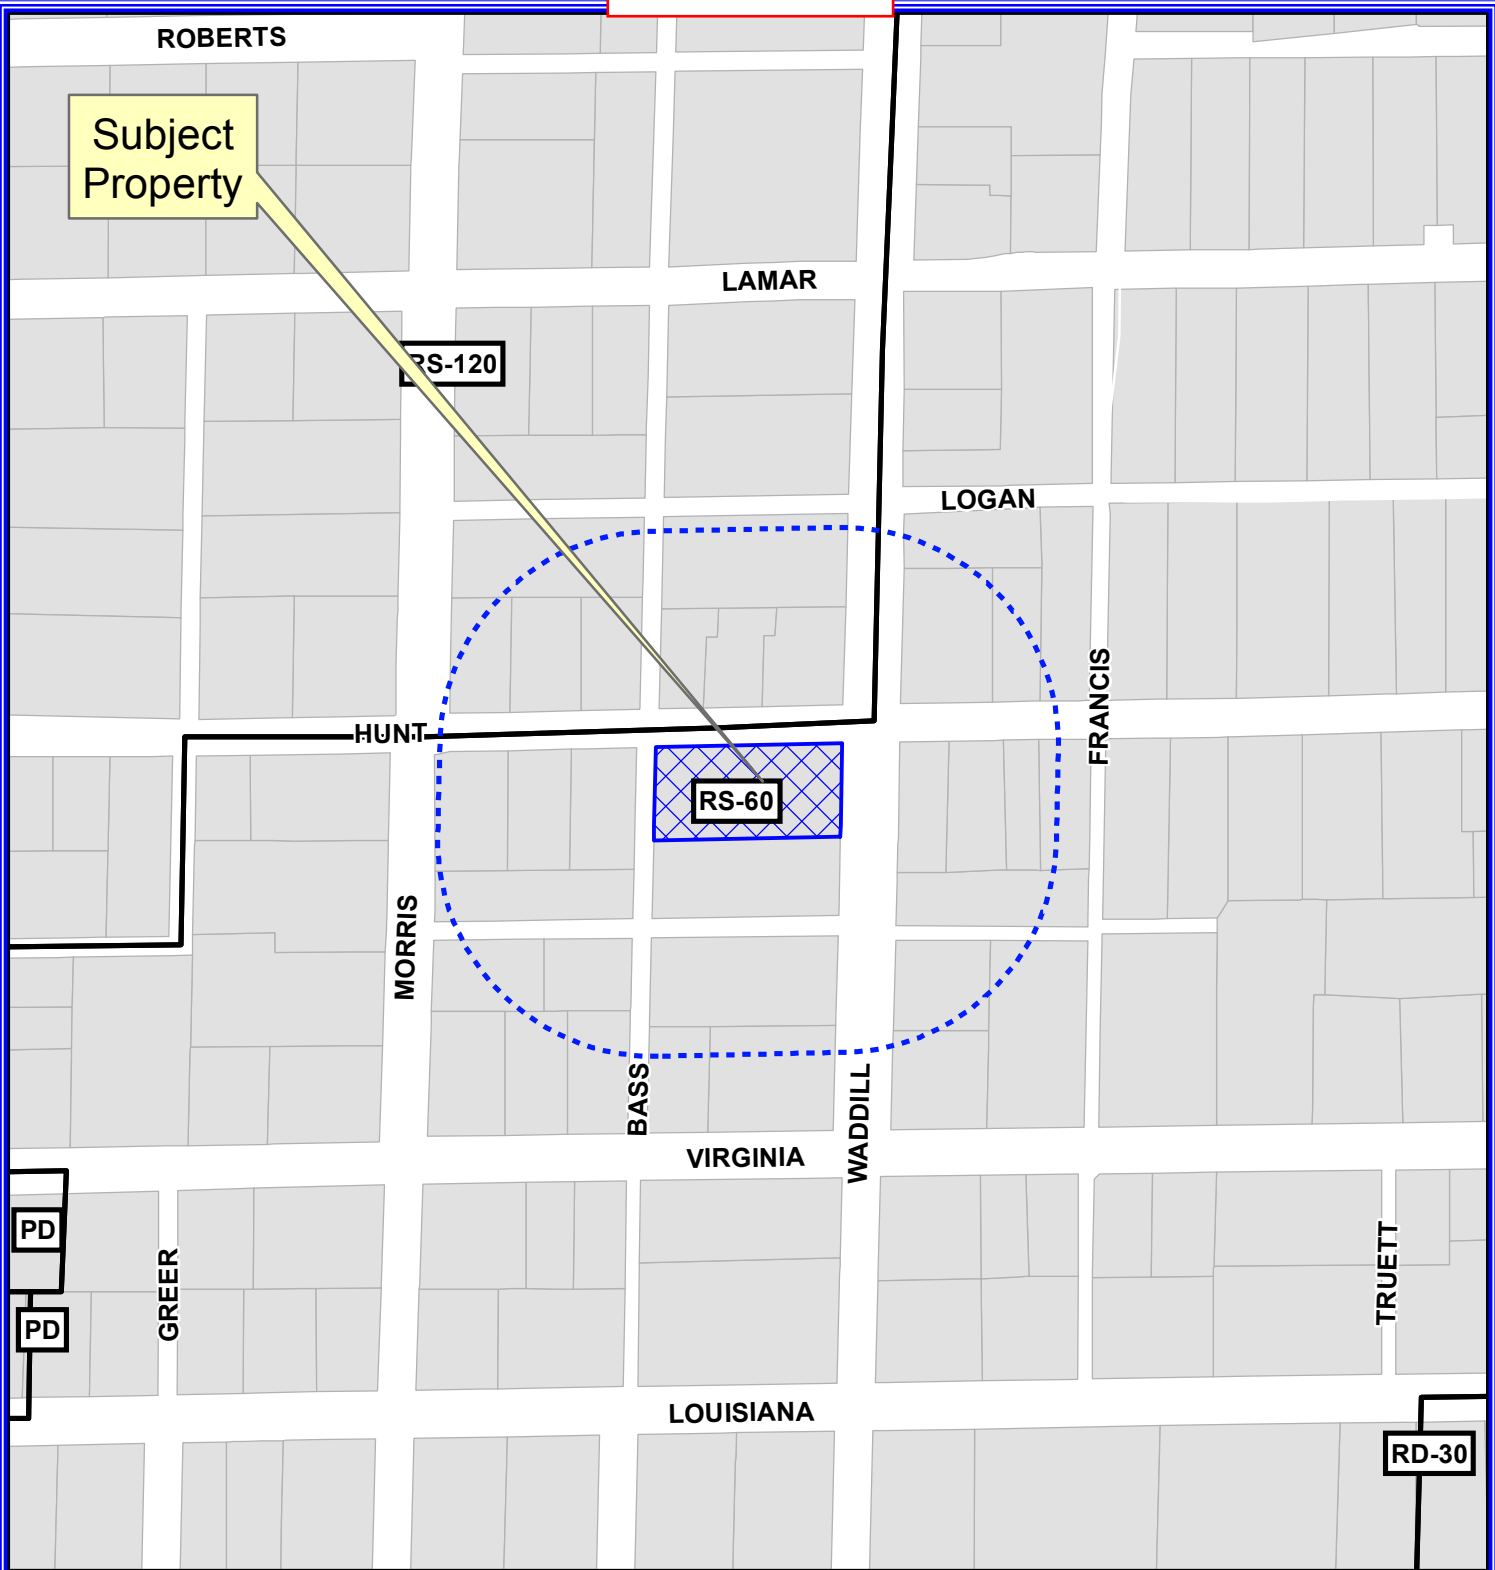 ROBERTS
Subject
Property
LAMAR
RS-120
LOGAN
FRANCIS
HUNT
RS-60
MORRIS
BASS
WADDILL
VIRGINIA
PD
GREER
TRUETT
PD
LOUISIANA
RD-30